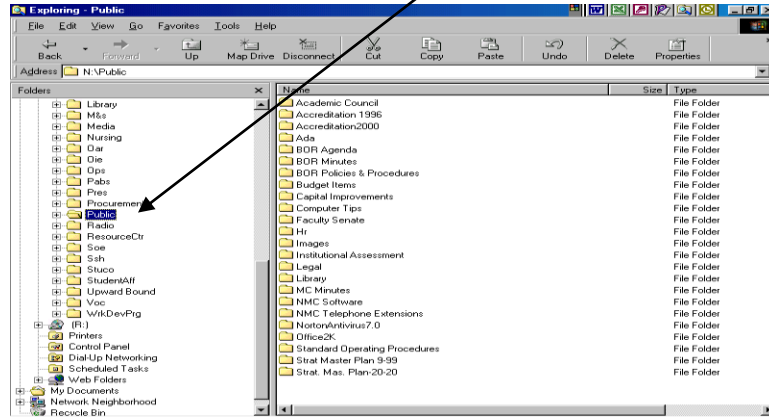 Exploring - Public
File Edit View Go Favorites Tools Help
Back Forward Up Map Drive Disconnect Cut Copy Paste Undo Delete Properties
Address N:\Public
Folders
Library
M&s
Media
Nursing
Oar
Oie
Ops
Pabs
Pres
Procurement
Public
Radio
ResourceCtr
Soe
Ssh
Stuco
StudentAff
Upward Bound
Voc
WrkDevPrg
(R:)
Printers
Control Panel
Dial-Up Networking
Scheduled Tasks
Web Folders
My Documents
Network Neighborhood
Recycle Bin
Name Size Type
Academic Council File Folder
Accreditation 1996 File Folder
Accreditation2000 File Folder
Ada File Folder
BOR Agenda File Folder
BOR Minutes File Folder
BOR Policies & Procedures File Folder
Budget Items File Folder
Capital Improvements File Folder
Computer Tips File Folder
Faculty Senate File Folder
Hr File Folder
Images File Folder
Institutional Assessment File Folder
Legal File Folder
Library File Folder
MC Minutes File Folder
NMC Software File Folder
NMC Telephone Extensions File Folder
NortonAntivirus7.0 File Folder
Office2K File Folder
Standard Operating Procedures File Folder
Strat Master Plan 9-99 File Folder
Strat. Mas. Plan-20-20 File Folder